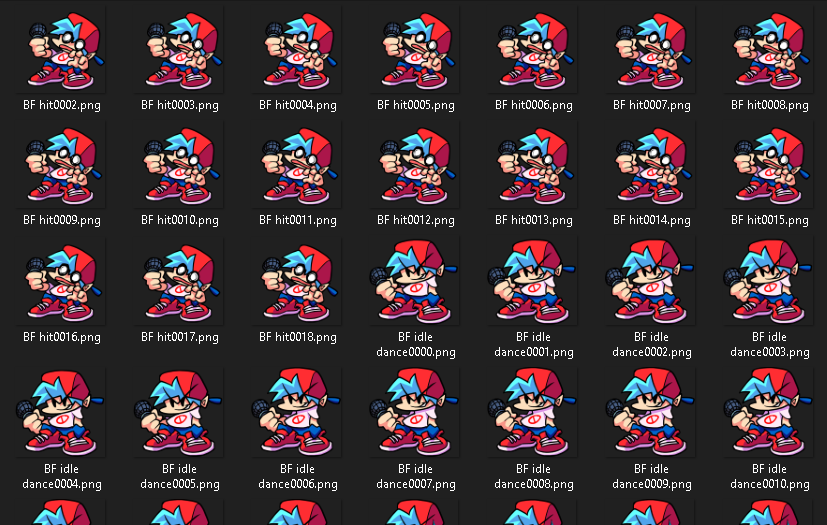 BF hit0002.png BF hit0003.png BF hit0004.png BF hit0005.png BF hit0006.png BF hit0007.png BF hit0008.png
BF hit0009.png BF hit0010.png BF hit0011.png BF hit0012.png BF hit0013.png BF hit0014.png BF hit0015.png
BF hit0016.png BF hit0017.png BF hit0018.png BF idle BF idle BF idle BF idle
dance0000.png dance0001.png dance0002.png dance0003.png
BF idle BF idle BF idle BF idle BF idle BF idle BF idle
dance0004.png dance0005.png dance0006.png dance0007.png dance0008.png dance0009.png dance0010.png